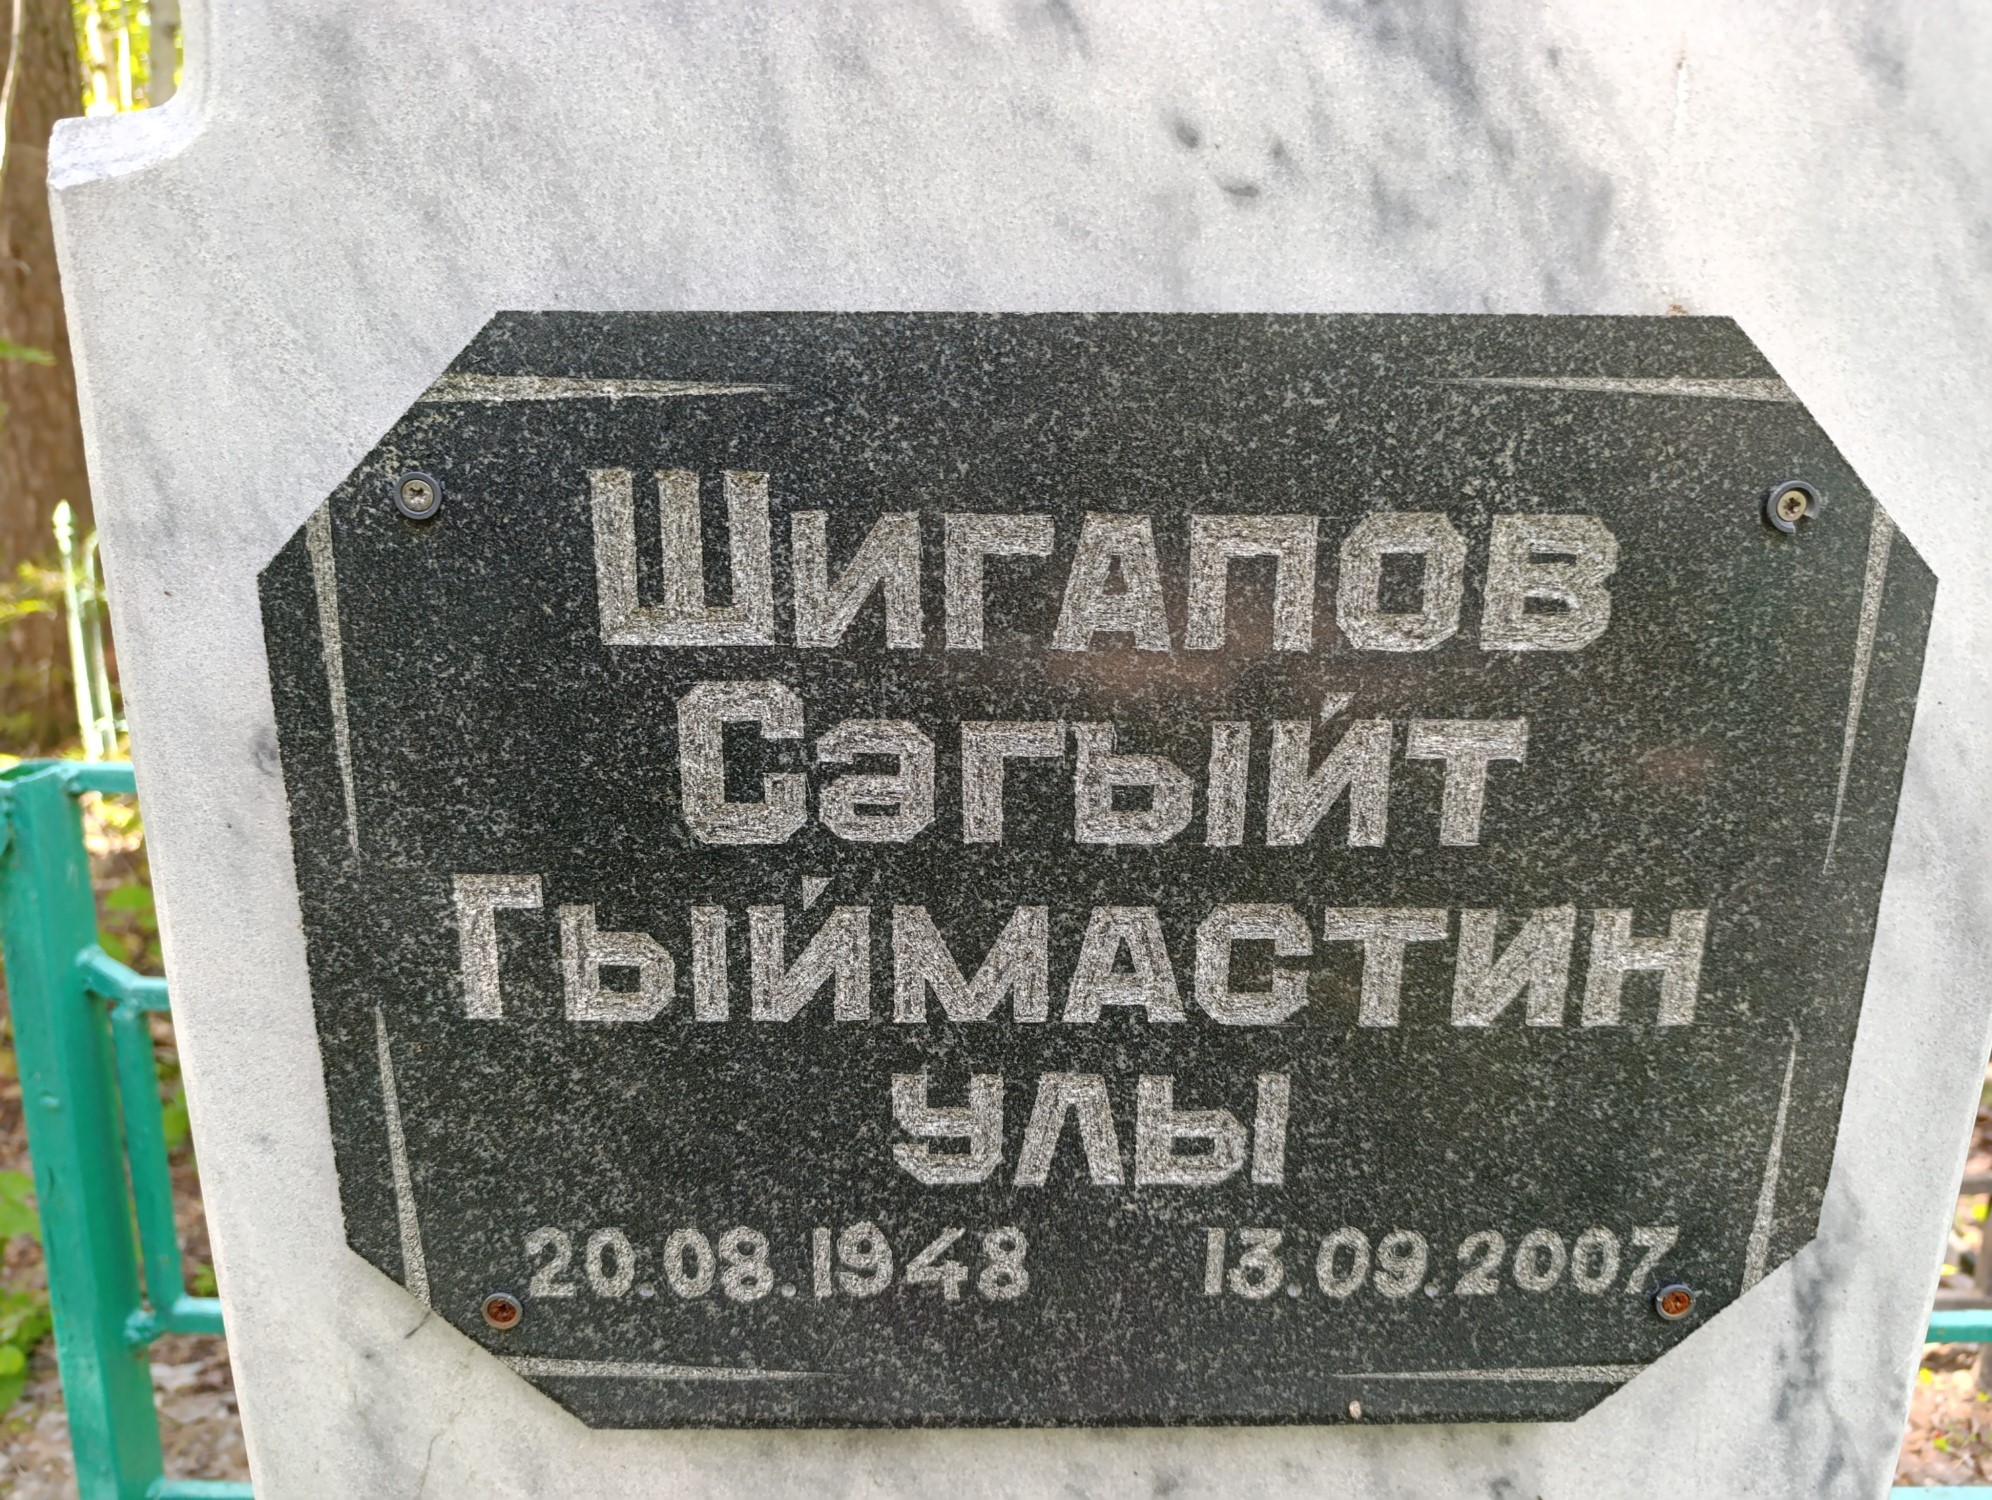 Шигапов
Сәгыйт
Гыймастин
улы
20.08.1948 13.09.2007